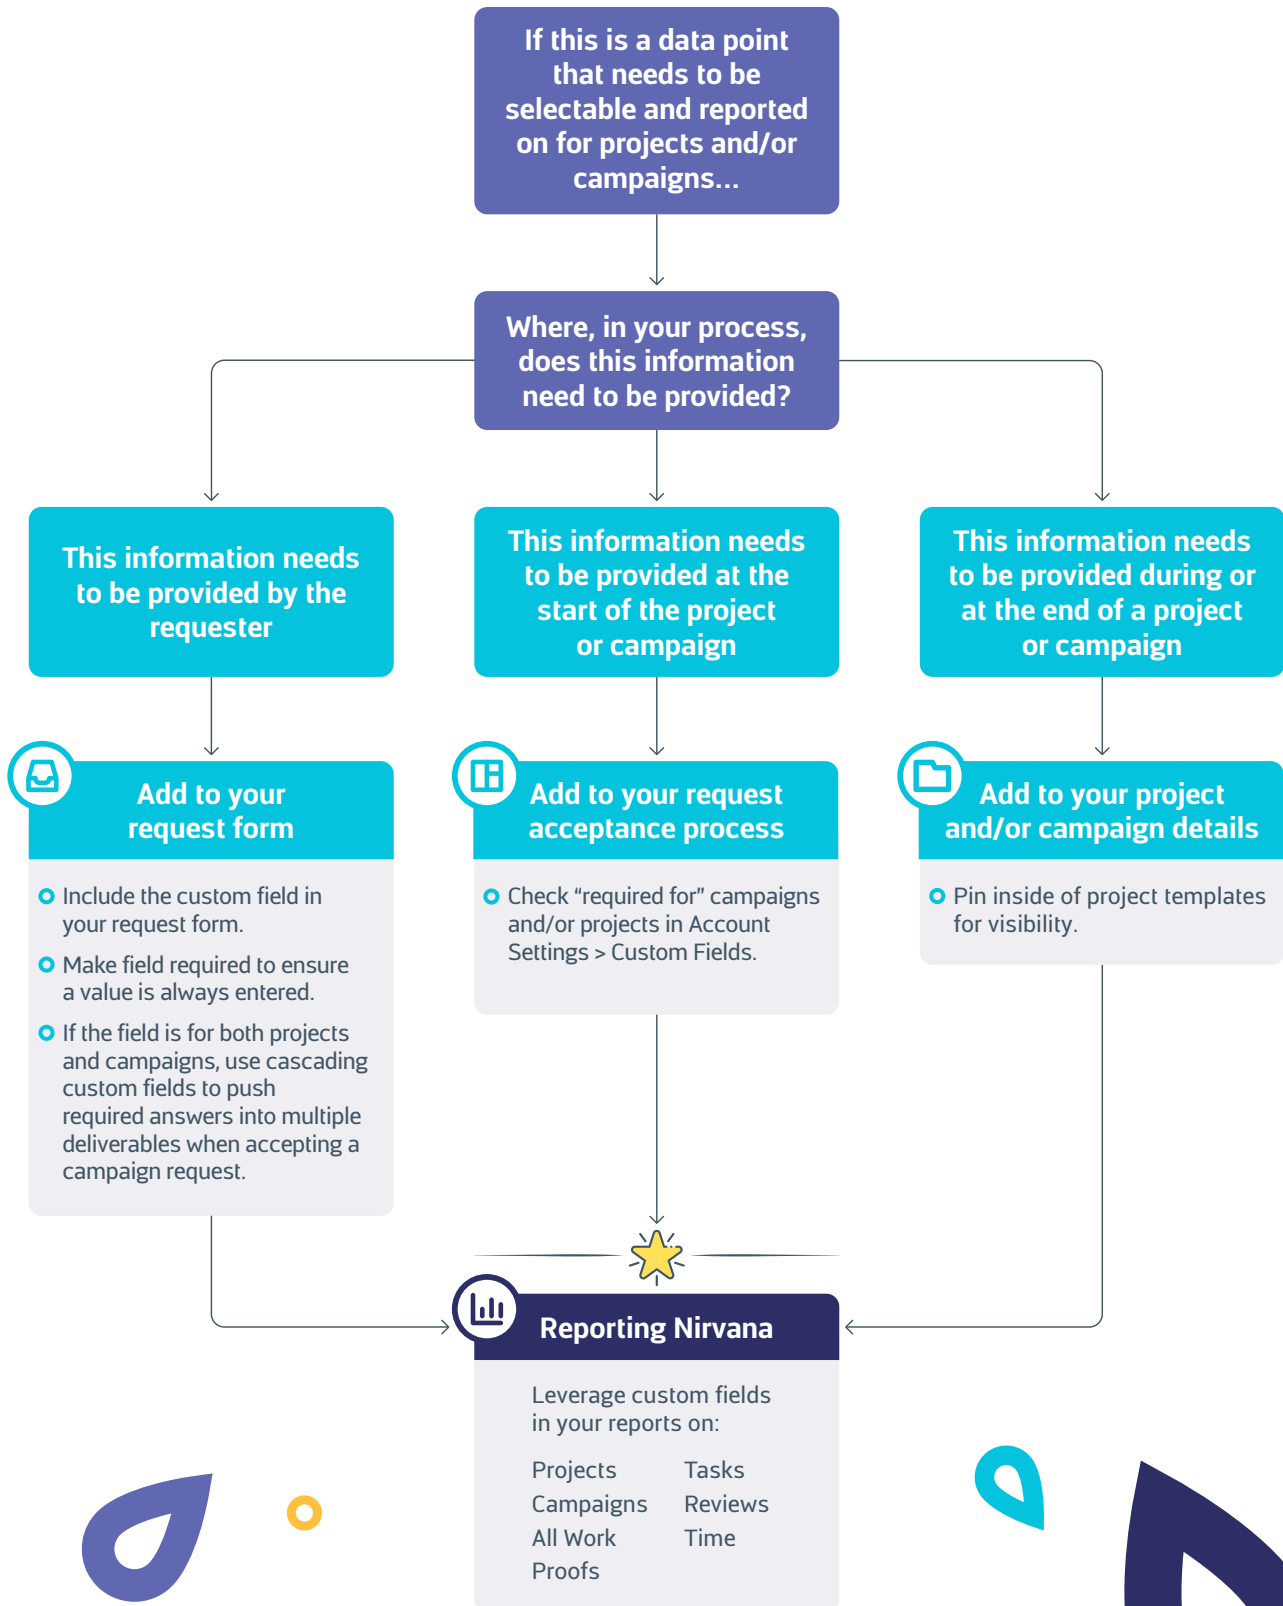 If this is a data point
that needs to be
selectable and reported
on for projects and/or
campaigns...
Where, in your process,
does this information
need to be provided?
This information needs
to be provided by the
requester
This information needs
to be provided at the
start of the project
or campaign
This information needs
to be provided during or
at the end of a project
or campaign
Add to your
request form
Include the custom field in
your request form.
Make field required to ensure
a value is always entered.
If the field is for both projects
and campaigns, use cascading
custom fields to push
required answers into multiple
deliverables when accepting a
campaign request.
Add to your request
acceptance process
Check “required for” campaigns
and/or projects in Account
Settings > Custom Fields.
Add to your project
and/or campaign details
Pin inside of project templates
for visibility.
Reporting Nirvana
Leverage custom fields
in your reports on:
Projects
Campaigns
All Work
Proofs
Tasks
Reviews
Time